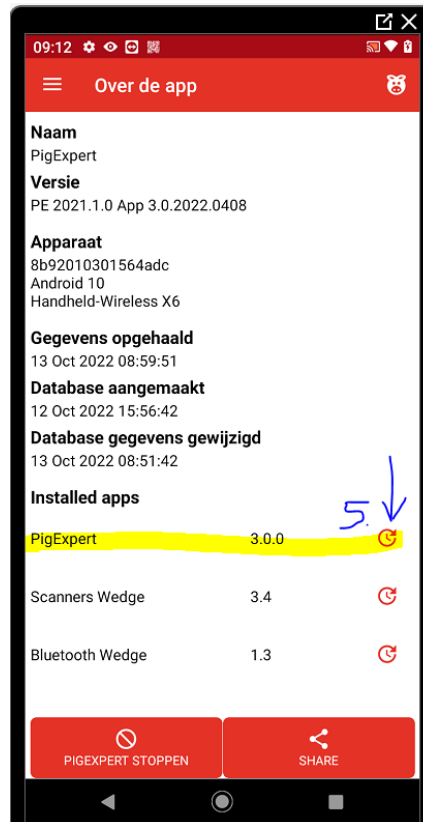 09:12
Over de app
Naam
PigExpert
Versie
PE 2021.1.0 App 3.0.2022.0408
Apparaat
8b92010301564adc
Android 10
Handheld-Wireless X6
Gegevens opgehaald
13 Oct 2022 08:59:51
Database aangemaakt
12 Oct 2022 15:56:42
Database gegevens gewijzigd
13 Oct 2022 08:51:42
Installed apps
5.
PigExpert 3.0.0
Scanners Wedge 3.4
Bluetooth Wedge 1.3
PIGEXPERT STOPPEN SHARE